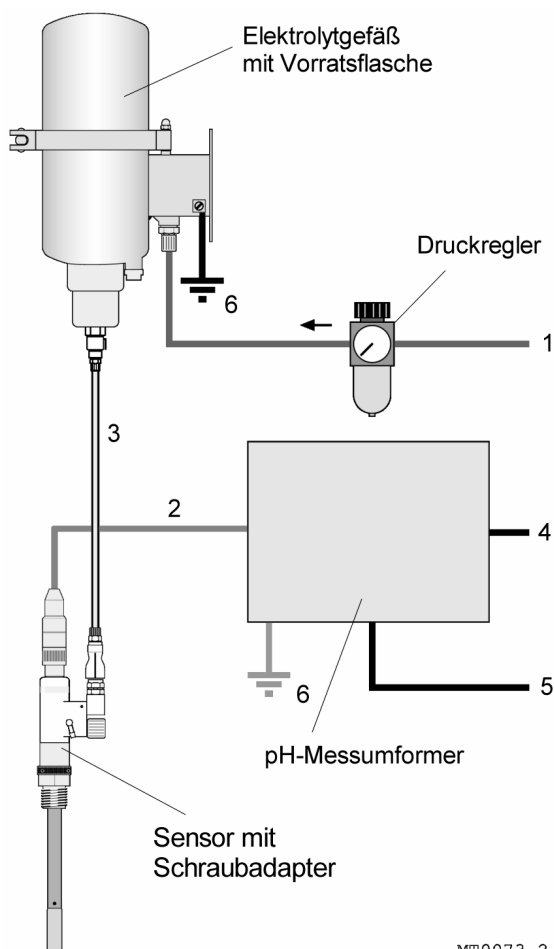 Elektrolytgefäß
mit Vorratsflasche
Druckregler
6
1
3
2
4
6
5
pH-Messumformer
Sensor mit
Schraubadapter